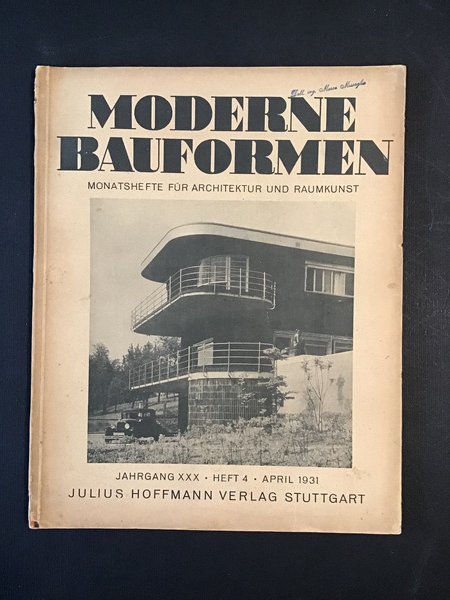 MODERNE
BAUFORMEN
MONATSHEFTE FÜR ARCHITEKTUR UND RAUMKUNST
JAHRGANG XXX • HEFT 4 • APRIL 1931
JULIUS HOFFMANN VERLAG STUTTGART